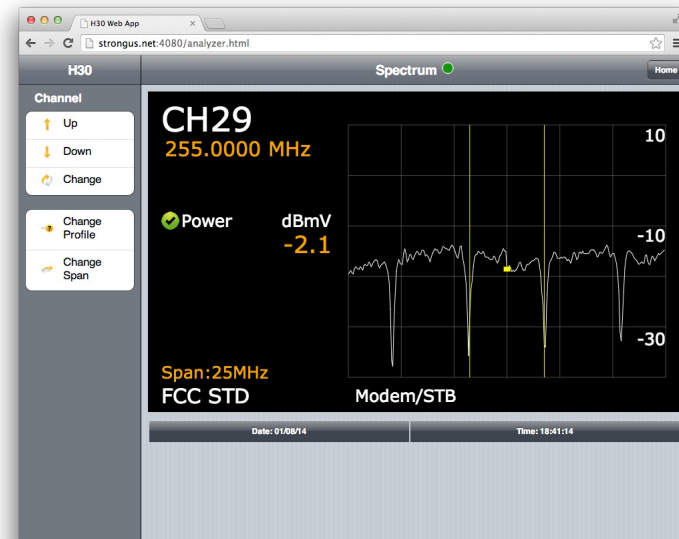 H30 Web App
strongus.net:4080/analyzer.html
H30
Spectrum
Home
Channel
Up
Down
Change
Change
Profile
Change
Span
CH29
255.0000 MHz
Power dBmV
-2.1
Span:25MHz
FCC STD
10
-10
-30
Modem/STB
Date: 01/08/14
Time: 18:41:14